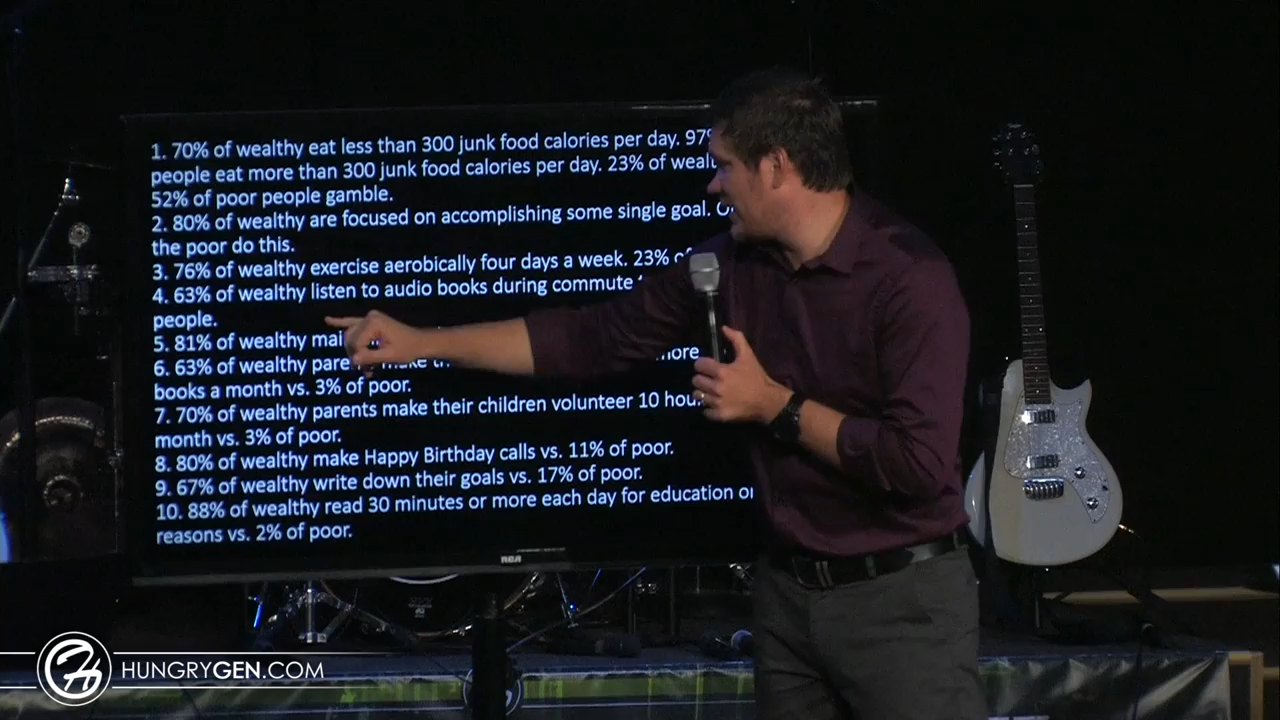 1. 70% of wealthy eat less than 300 junk food calories per day. 97%
people eat more than 300 junk food calories per day. 23% of
52% of poor people gamble.
2. 80% of wealthy are focused on accomplishing some single goal.
the poor do this.
3. 76% of wealthy exercise aerobically four days a week. 23%
4. 63% of wealthy listen to audio books during commute
people.
5. 81% of wealthy
6. 63% of wealthy make more
books a month vs. 3% of poor.
7. 70% of wealthy parents make their children volunteer 10
month vs. 3% of poor.
8. 80% of wealthy make Happy Birthday calls vs. 11% of poor.
9. 67% of wealthy write down their goals vs. 17% of poor.
10. 88% of wealthy read 30 minutes or more each day for education or
reasons vs. 2% of poor.
RCA
HUNGRYGEN.COM